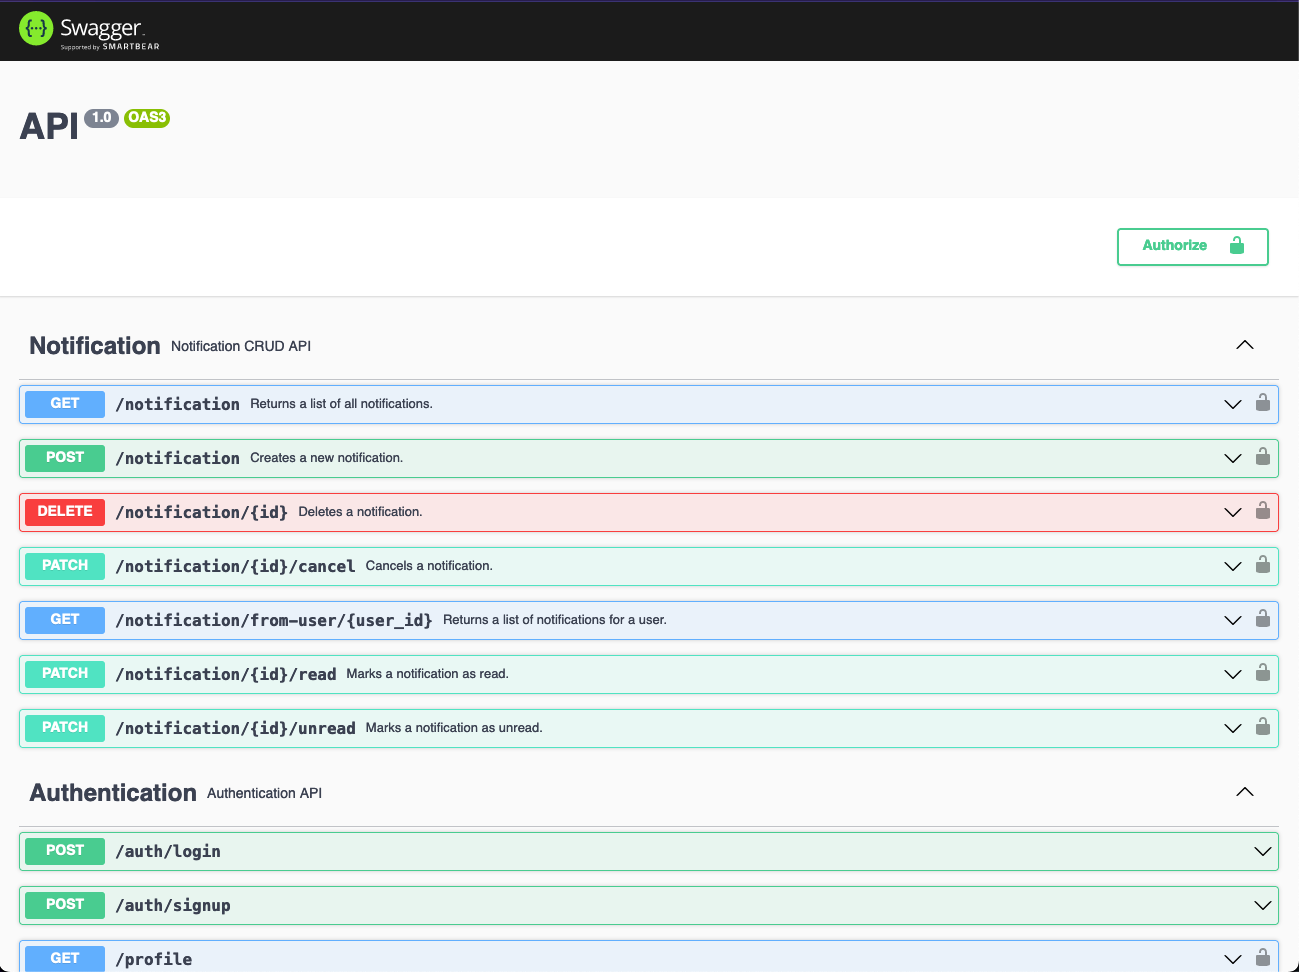 {···} Swagger
Supported by SMARTBEAR
API 1.0 OAS3
Authorize
Notification Notification CRUD API
GET /notification Returns a list of all notifications.
POST /notification Creates a new notification.
DELETE /notification/{id} Deletes a notification.
PATCH /notification/{id}/cancel Cancels a notification.
GET /notification/from-user/{user_id} Returns a list of notifications for a user.
PATCH /notification/{id}/read Marks a notification as read.
PATCH /notification/{id}/unread Marks a notification as unread.
Authentication Authentication API
POST /auth/login
POST /auth/signup
GET /profile